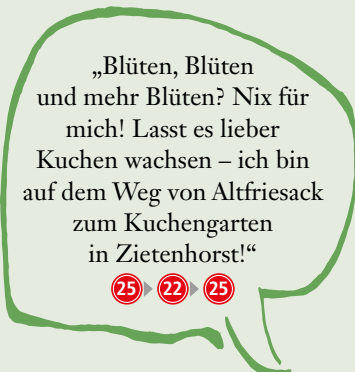 „Blüten, Blüten
und mehr Blüten? Nix für
mich! Lasst es lieber
Kuchen wachsen – ich bin
auf dem Weg von Altfriesack
zum Kuchengarten
in Zietenhorst!“
25 22 25